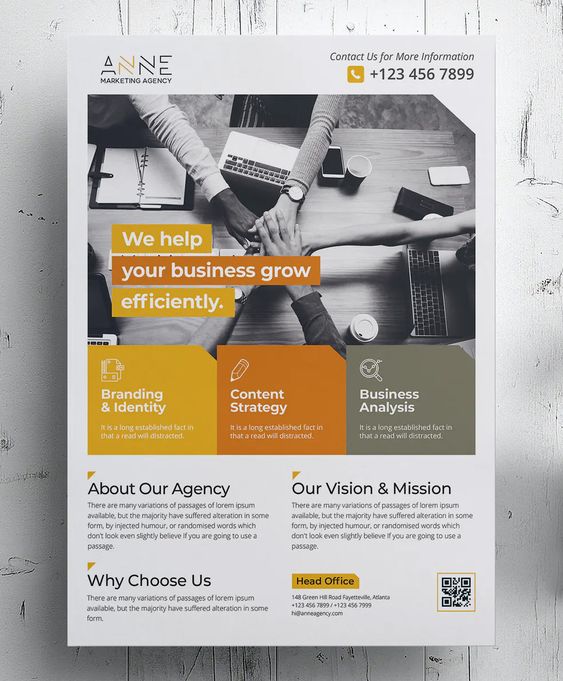 ANNE
MARKETING AGENCY
Contact Us for More Information
+123 456 7899
We help
your business grow
efficiently.
Branding
& Identity
It is a long established fact in
that a read will distracted.
Content
Strategy
It is a long established fact in
that a read will distracted.
Business
Analysis
It is a long established fact in
that a read will distracted.
About Our Agency
There are many variations of passages of lorem ipsum
available, but the majority have suffered alteration in some
form, by injected humour, or randomised words which
don't look even slightly believe If you are going to use a
passage.
Our Vision & Mission
There are many variations of passages of lorem ipsum
available, but the majority have suffered alteration in some
form, by injected humour, or randomised words which
don't look even slightly believe If you are going to use a
passage.
Why Choose Us
There are many variations of passages of lorem ipsum
available, but the majority have suffered alteration in some
form.
Head Office
148 Green Hill Road Fayetteville, Atlanta
+123 456 7899 / +123 456 7999
hi@anneagency.com